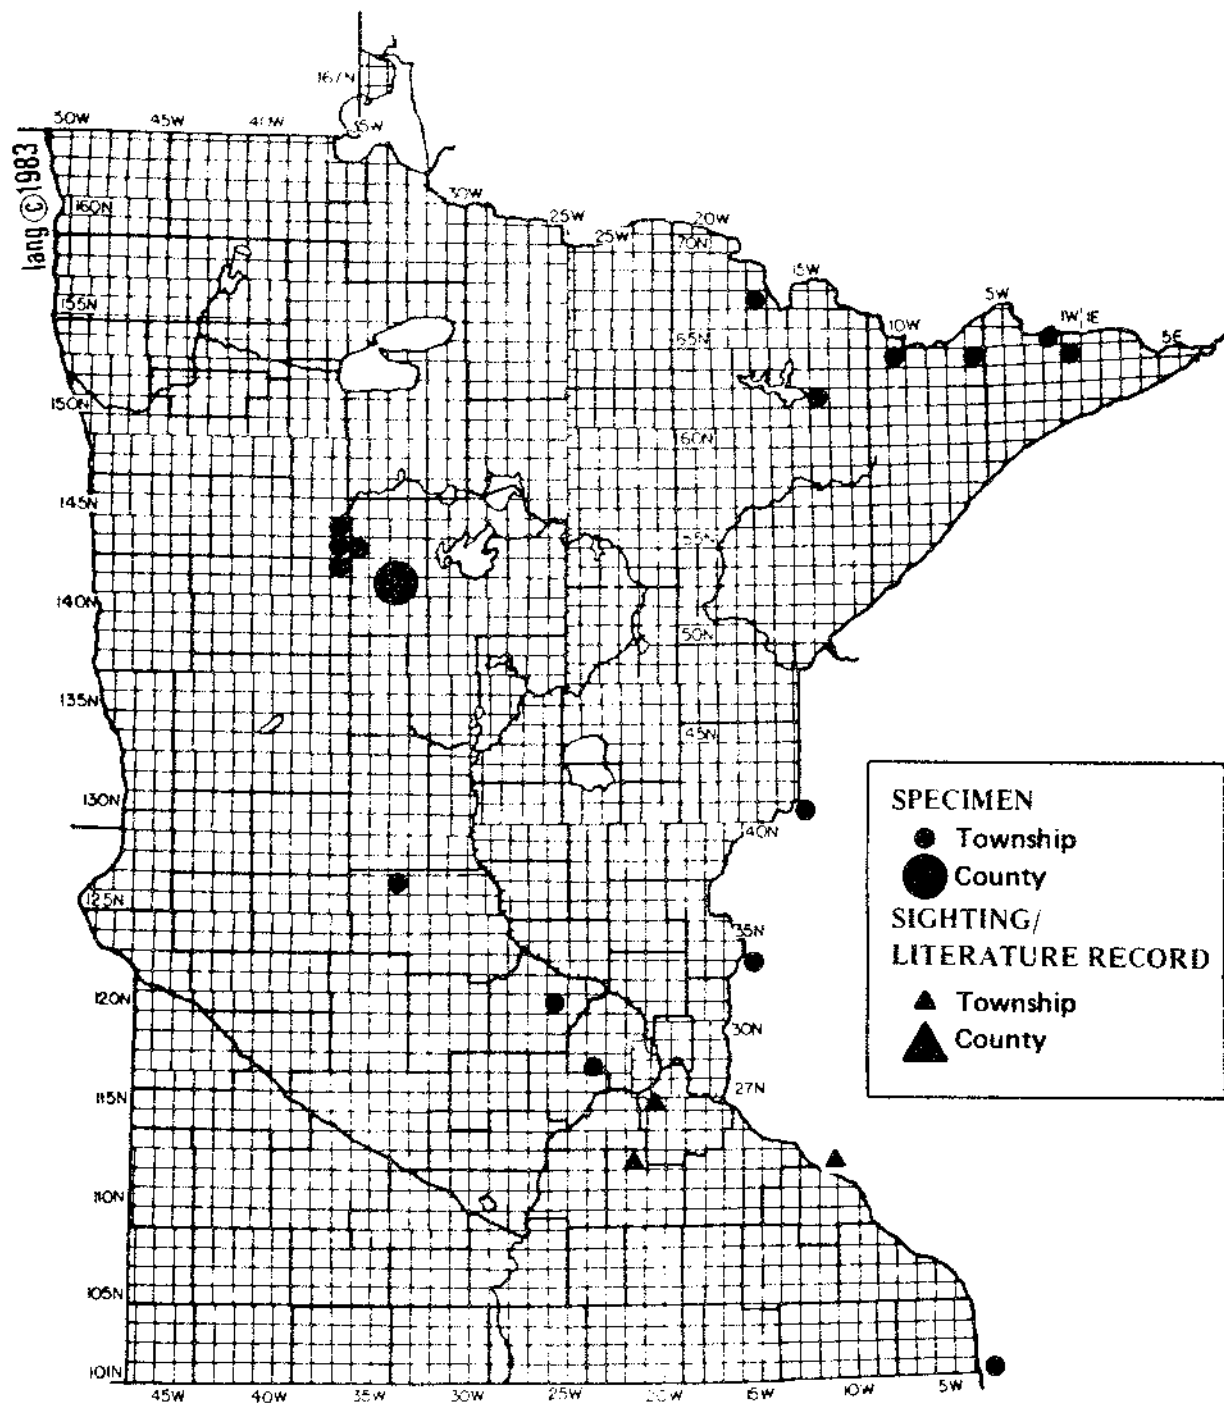 167N
50W 45W 40W 35W
lang © 1983
30W
160N
25W 20W
25W 70N
15W
155N
5W
10W 1W 1E
65N 5E
150N
60N
145N
55N
140N
50N
135N
45N
130N
40N
125N
35N
120N
30N
115N
27N
110N
105N
101N
45W 40W 35W 30W 25W 20W 15W 10W 5W
SPECIMEN
Township
County
SIGHTING/
LITERATURE RECORD
Township
County